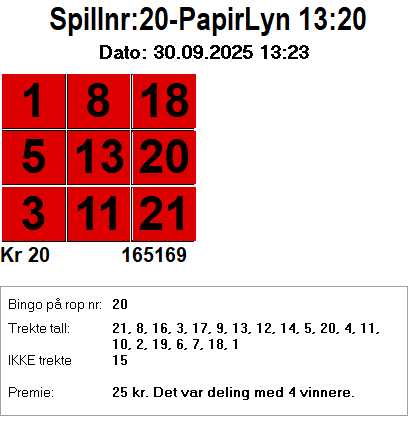 Spillnr:20-PapirLyn 13:20
Dato: 30.09.2025 13:23
1 8 18
5 13 20
3 11 21
Kr 20 165169
Bingo på rop nr: 20
Trekte tall: 21, 8, 16, 3, 17, 9, 13, 12, 14, 5, 20, 4, 11,
10, 2, 19, 6, 7, 18, 1
IKKE trekte 15
Premie: 25 kr. Det var deling med 4 vinnere.